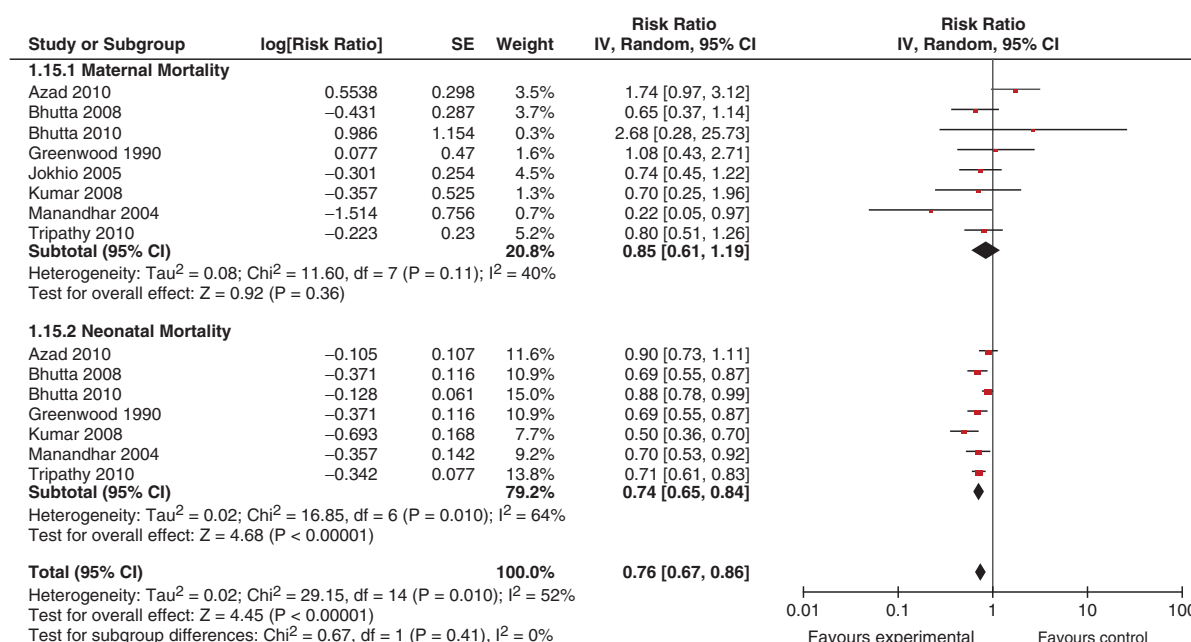 Risk Ratio Risk Ratio
Study or Subgroup log[Risk Ratio] SE Weight IV, Random, 95% CI IV, Random, 95% CI
1.15.1 Maternal Mortality
Azad 2010 0.5538 0.298 3.5% 1.74 [0.97, 3.12]
Bhutta 2008 −0.431 0.287 3.7% 0.65 [0.37, 1.14]
Bhutta 2010 0.986 1.154 0.3% 2.68 [0.28, 25.73]
Greenwood 1990 0.077 0.47 1.6% 1.08 [0.43, 2.71]
Jokhio 2005 −0.301 0.254 4.5% 0.74 [0.45, 1.22]
Kumar 2008 −0.357 0.525 1.3% 0.70 [0.25, 1.96]
Manandhar 2004 −1.514 0.756 0.7% 0.22 [0.05, 0.97]
Tripathy 2010 −0.223 0.23 5.2% 0.80 [0.51, 1.26]
Subtotal (95% CI) 20.8% 0.85 [0.61, 1.19]
Heterogeneity: Tau² = 0.08; Chi² = 11.60, df = 7 (P = 0.11); I² = 40%
Test for overall effect: Z = 0.92 (P = 0.36)
1.15.2 Neonatal Mortality
Azad 2010 −0.105 0.107 11.6% 0.90 [0.73, 1.11]
Bhutta 2008 −0.371 0.116 10.9% 0.69 [0.55, 0.87]
Bhutta 2010 −0.128 0.061 15.0% 0.88 [0.78, 0.99]
Greenwood 1990 −0.371 0.116 10.9% 0.69 [0.55, 0.87]
Kumar 2008 −0.693 0.168 7.7% 0.50 [0.36, 0.70]
Manandhar 2004 −0.357 0.142 9.2% 0.70 [0.53, 0.92]
Tripathy 2010 −0.342 0.077 13.8% 0.71 [0.61, 0.83]
Subtotal (95% CI) 79.2% 0.74 [0.65, 0.84]
Heterogeneity: Tau² = 0.02; Chi² = 16.85, df = 6 (P = 0.010); I² = 64%
Test for overall effect: Z = 4.68 (P < 0.00001)
Total (95% CI) 100.0% 0.76 [0.67, 0.86]
Heterogeneity: Tau² = 0.02; Chi² = 29.15, df = 14 (P = 0.010); I² = 52%
Test for overall effect: Z = 4.45 (P < 0.00001)
Test for subgroup differences: Chi² = 0.67, df = 1 (P = 0.41), I² = 0%
0.01 0.1 1 10 100
Favours experimental Favours control